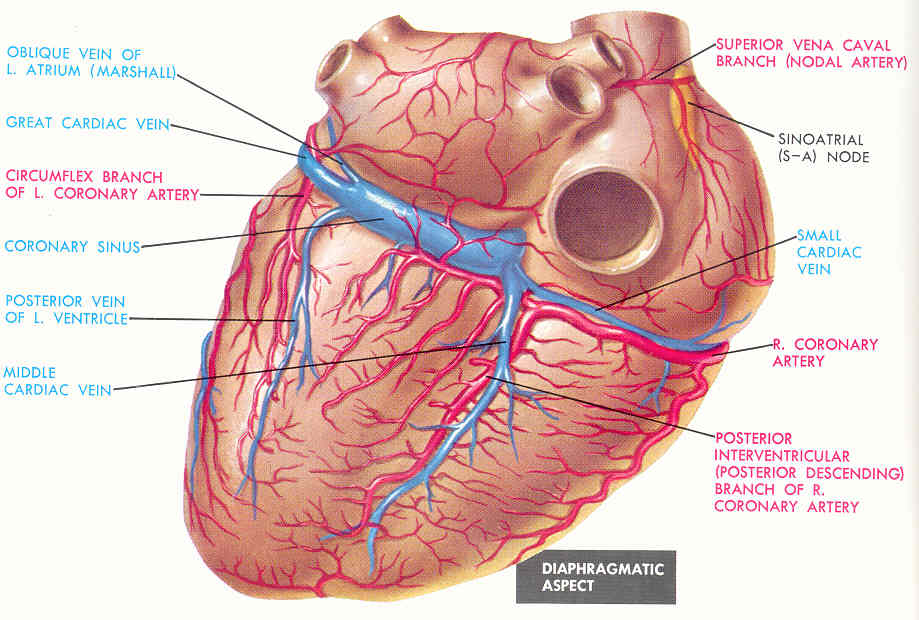 OBLIQUE VEIN OF
L. ATRIUM (MARSHALL)
GREAT CARDIAC VEIN
CIRCUMFLEX BRANCH
OF L. CORONARY ARTERY
CORONARY SINUS
POSTERIOR VEIN
OF L. VENTRICLE
MIDDLE
CARDIAC VEIN
SUPERIOR VENA CAVAL
BRANCH (NODAL ARTERY)
SINOATRIAL
(S-A) NODE
SMALL
CARDIAC
VEIN
R. CORONARY
ARTERY
POSTERIOR
INTERVENTRICULAR
(POSTERIOR DESCENDING)
BRANCH OF R.
CORONARY ARTERY
DIAPHRAGMATIC
ASPECT